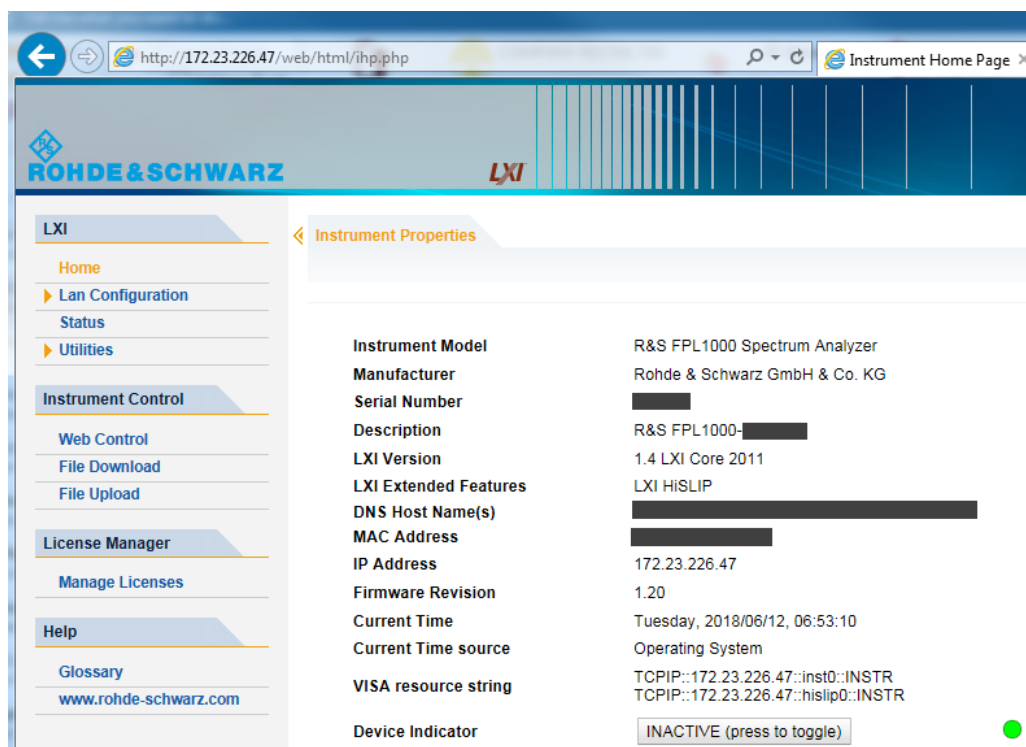 http://172.23.226.47/web/html/ihp.php
Instrument Home Page
R&S
ROHDE&SCHWARZ
LXI
LXI
Home
Lan Configuration
Status
Utilities
Instrument Control
Web Control
File Download
File Upload
License Manager
Manage Licenses
Help
Glossary
www.rohde-schwarz.com
Instrument Properties
Instrument Model R&S FPL1000 Spectrum Analyzer
Manufacturer Rohde & Schwarz GmbH & Co. KG
Serial Number
Description R&S FPL1000-
LXI Version 1.4 LXI Core 2011
LXI Extended Features LXI HiSLIP
DNS Host Name(s)
MAC Address
IP Address 172.23.226.47
Firmware Revision 1.20
Current Time Tuesday, 2018/06/12, 06:53:10
Current Time source Operating System
VISA resource string TCPIP::172.23.226.47::inst0::INSTR
TCPIP::172.23.226.47::hislip0::INSTR
Device Indicator INACTIVE (press to toggle)